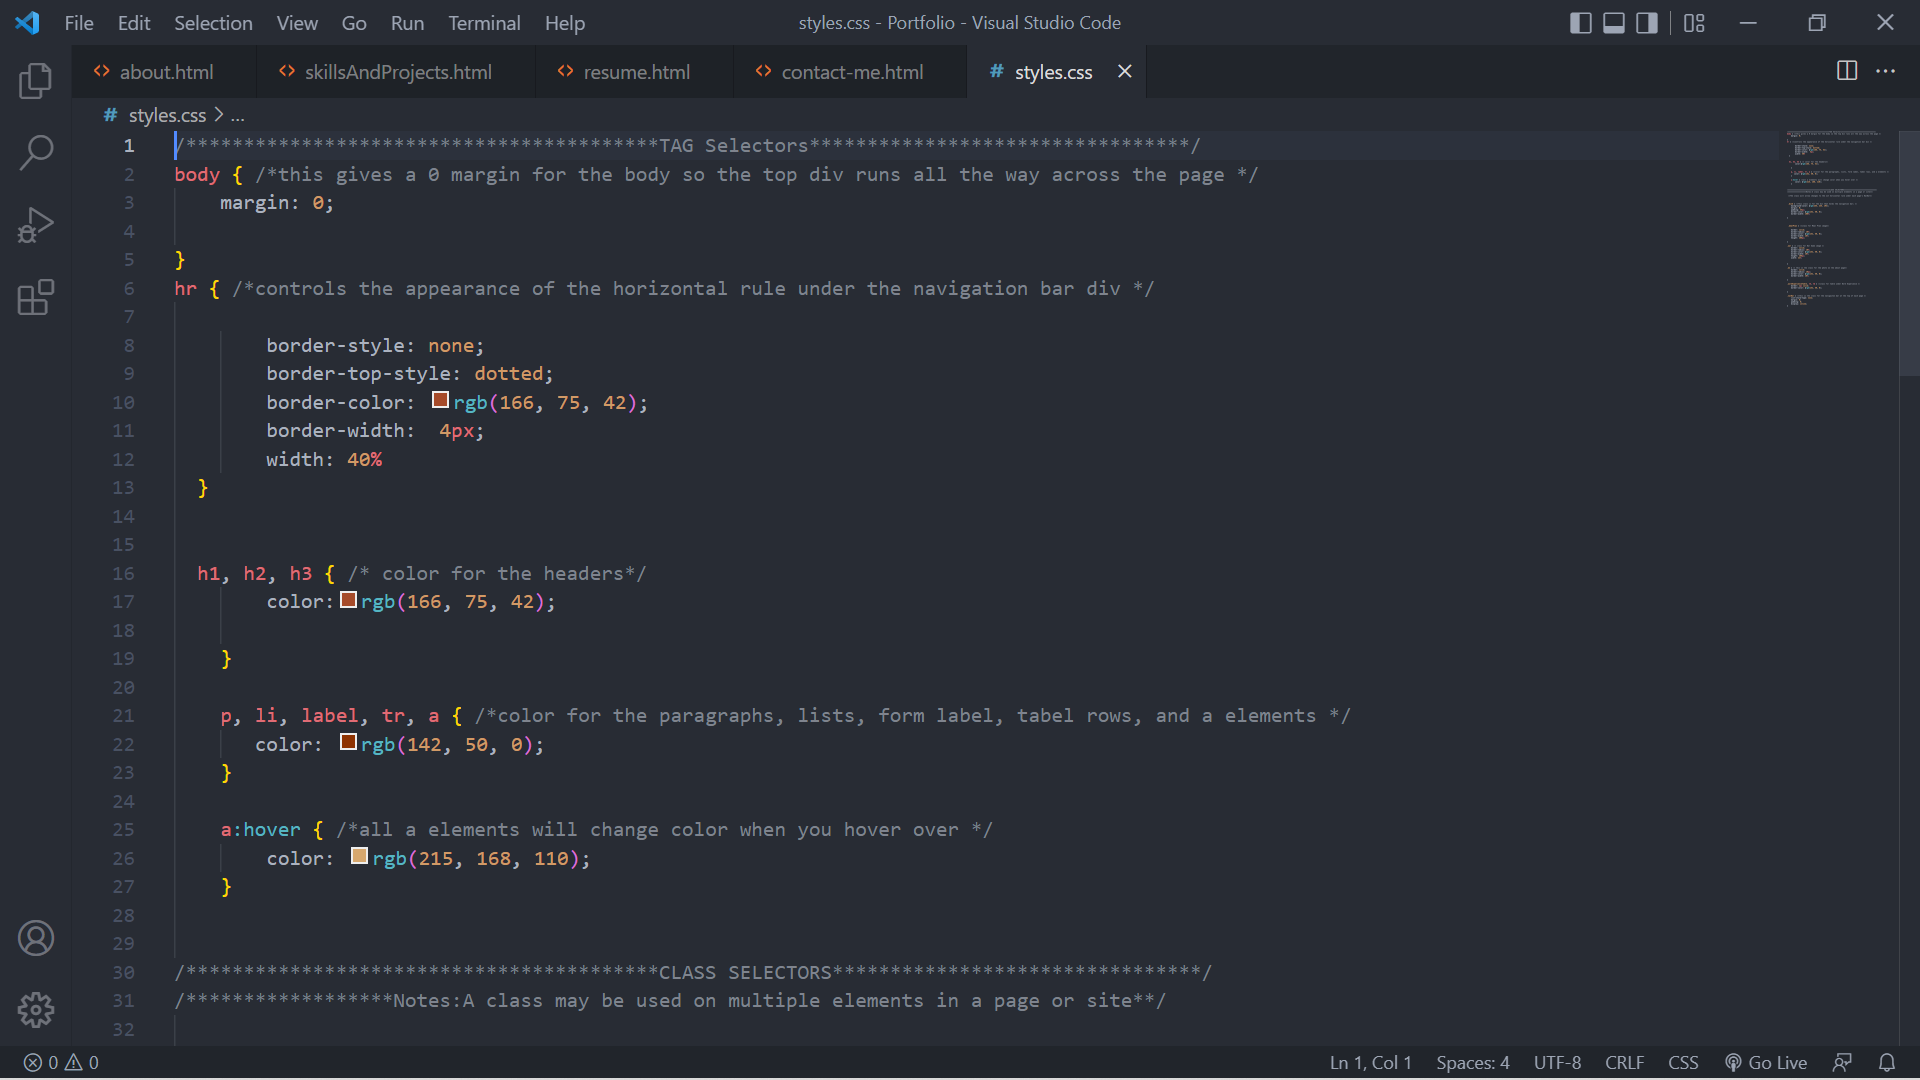 File Edit Selection View Go Run Terminal Help styles.css - Portfolio - Visual Studio Code
about.html skillsAndProjects.html resume.html contact-me.html # styles.css
# styles.css > ...
1 /*****************************************TAG Selectors*********************************/
2 body { /*this gives a 0 margin for the body so the top div runs all the way across the page */
3 margin: 0;
4
5 }
6 hr { /*controls the appearance of the horizontal rule under the navigation bar div */
7
8 border-style: none;
9 border-top-style: dotted;
10 border-color: rgb(166, 75, 42);
11 border-width:  4px;
12 width: 40%
13 }
14
15
16 h1, h2, h3 { /* color for the headers*/
17 color: rgb(166, 75, 42);
18
19 }
20
21 p, li, label, tr, a { /*color for the paragraphs, lists, form label, tabel rows, and a elements */
22 color: rgb(142, 50, 0);
23 }
24
25 a:hover { /*all a elements will change color when you hover over */
26 color: rgb(215, 168, 110);
27 }
28
29
30 /*****************************************CLASS SELECTORS********************************/
31 /******************Notes:A class may be used on multiple elements in a page or site**/
32
0 0 Ln 1, Col 1 Spaces: 4 UTF-8 CRLF CSS Go Live